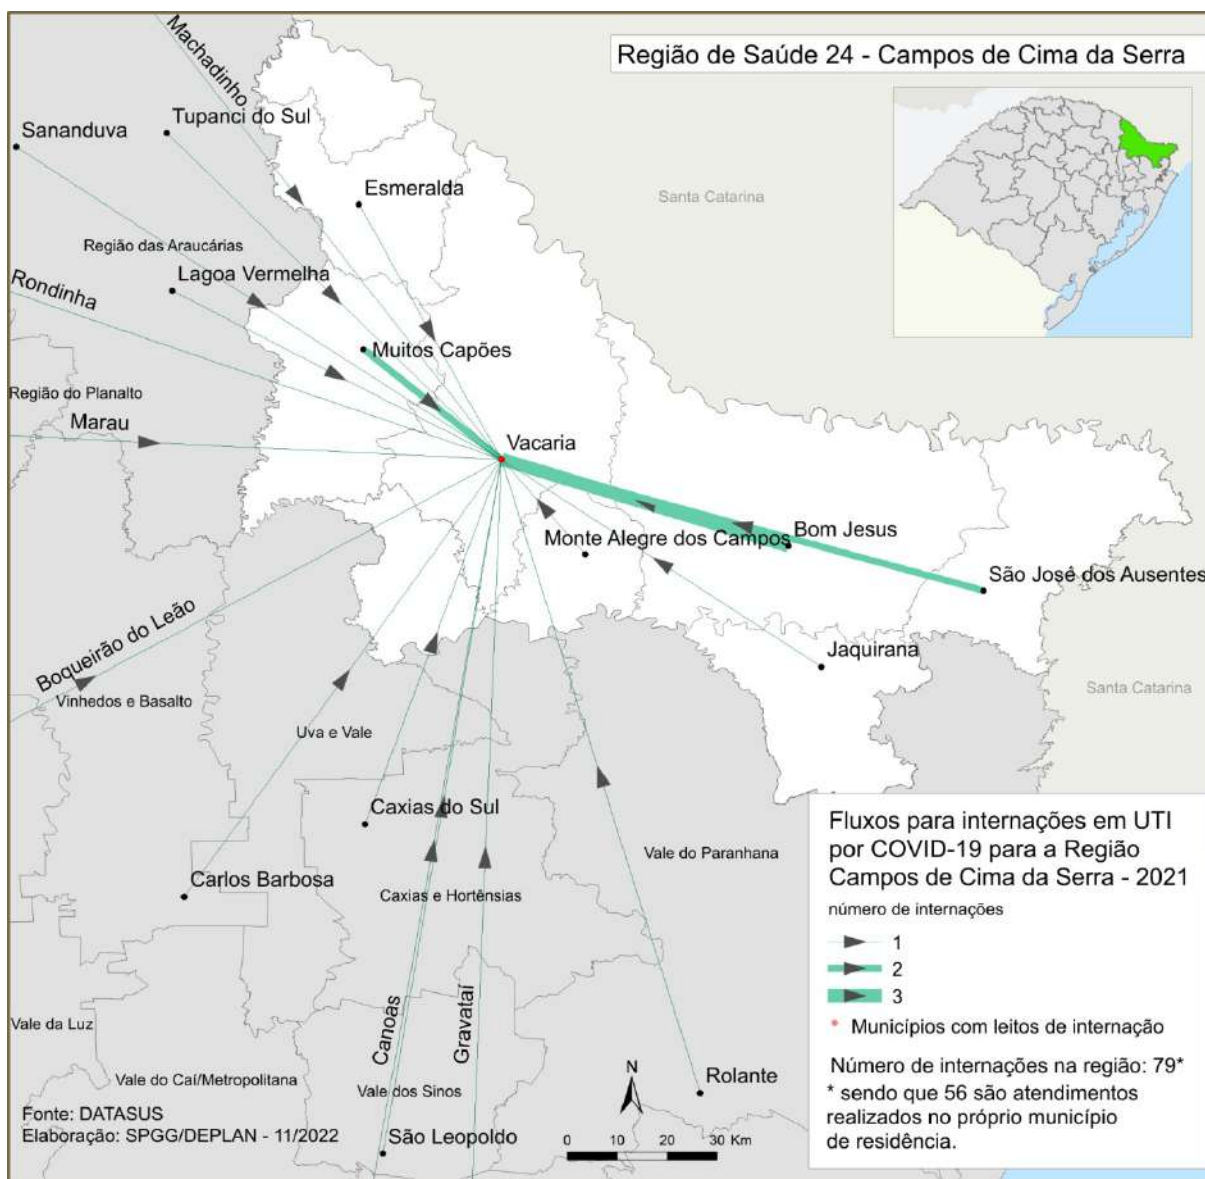 Região de Saúde 24 - Campos de Cima da Serra
Machadinho
Tupanci do Sul
Sananduva
Esmeralda
Santa Catarina
Região das Araucárias
Lagoa Vermelha
Rondinha
Muitos Capões
Região do Planalto
Marau
Vacaria
Monte Alegre dos Campos
Bom Jesus
São José dos Ausentes
Boqueirão do Leão
Jaquirana
Santa Catarina
Vinhedos e Basalto
Uva e Vale
Caxias do Sul
Vale do Paranhana
Carlos Barbosa
Caxias e Hortênsias
Canoas
Gravataí
Vale da Luz
Vale do Caí/Metropolitana
Vale dos Sinos
Rolante
São Leopoldo
Fonte: DATASUS
Elaboração: SPGG/DEPLAN - 11/2022
N
0 10 20 30 Km
Fluxos para internações em UTI
por COVID-19 para a Região
Campos de Cima da Serra - 2021
número de internações
1
2
3
Municípios com leitos de internação
Número de internações na região: 79*
* sendo que 56 são atendimentos
realizados no próprio município
de residência.